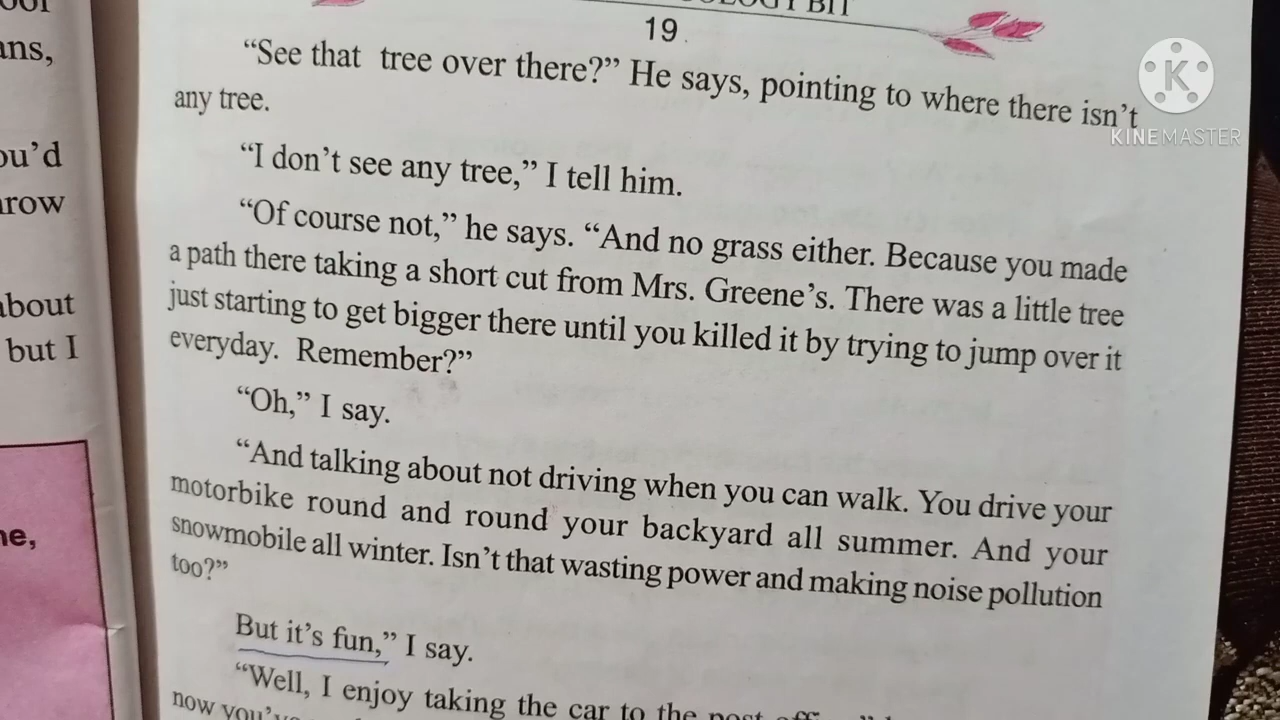 BIT
19
"See that tree over there?" He says, pointing to where there isn't
any tree.
"I don't see any tree," I tell him.
"Of course not," he says. "And no grass either. Because you made
a path there taking a short cut from Mrs. Greene's. There was a little tree
just starting to get bigger there until you killed it by trying to jump over it
everyday. Remember?"
"Oh," I say.
"And talking about not driving when you can walk. You drive your
motorbike round and round your backyard all summer. And your
snowmobile all winter. Isn't that wasting power and making noise pollution
too?"
But it's fun," I say.
"Well, I enjoy taking the car to the post
now
about
but I
KINEMASTER